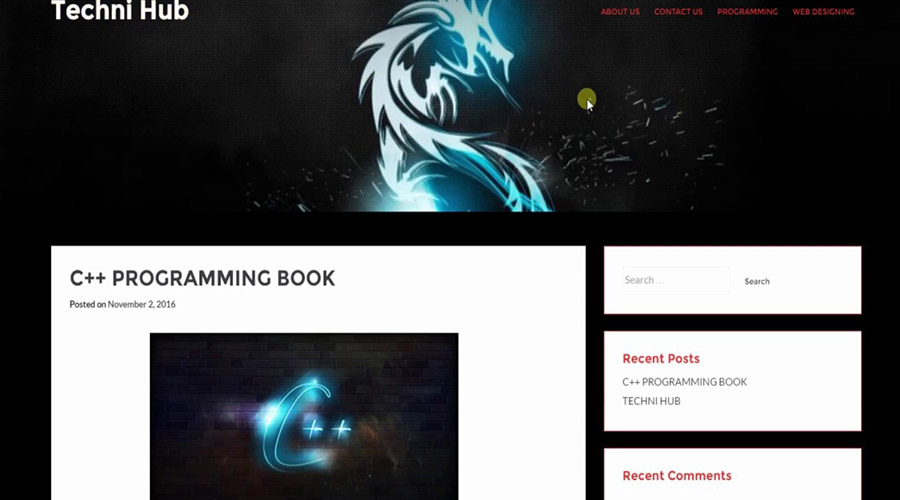 Techni Hub
ABOUT US CONTACT US PROGRAMMING WEB DESIGNING
C++ PROGRAMMING BOOK
Posted on November 2, 2016
C++
Search ...
Search
Recent Posts
C++ PROGRAMMING BOOK
TECHNI HUB
Recent Comments